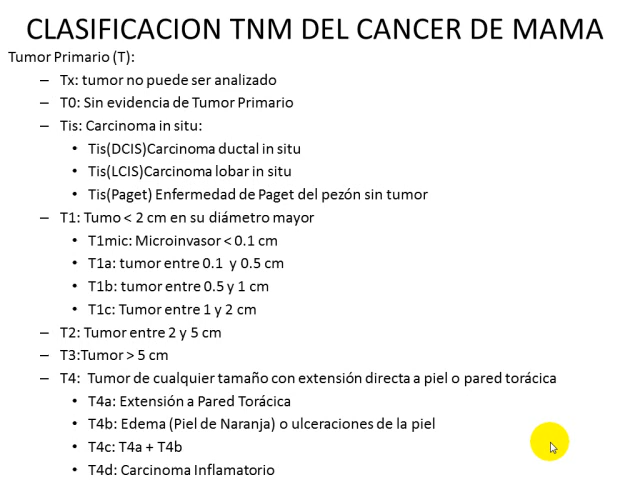 CLASIFICACION TNM DEL CANCER DE MAMA
Tumor Primario (T):
– Tx: tumor no puede ser analizado
– T0: Sin evidencia de Tumor Primario
– Tis: Carcinoma in situ:
• Tis(DCIS)Carcinoma ductal in situ
• Tis(LCIS)Carcinoma lobar in situ
• Tis(Paget) Enfermedad de Paget del pezón sin tumor
– T1: Tumo < 2 cm en su diámetro mayor
• T1mic: Microinvasor < 0.1 cm
• T1a: tumor entre 0.1 y 0.5 cm
• T1b: tumor entre 0.5 y 1 cm
• T1c: Tumor entre 1 y 2 cm
– T2: Tumor entre 2 y 5 cm
– T3:Tumor > 5 cm
– T4: Tumor de cualquier tamaño con extensión directa a piel o pared torácica
• T4a: Extensión a Pared Torácica
• T4b: Edema (Piel de Naranja) o ulceraciones de la piel
• T4c: T4a + T4b
• T4d: Carcinoma Inflamatorio